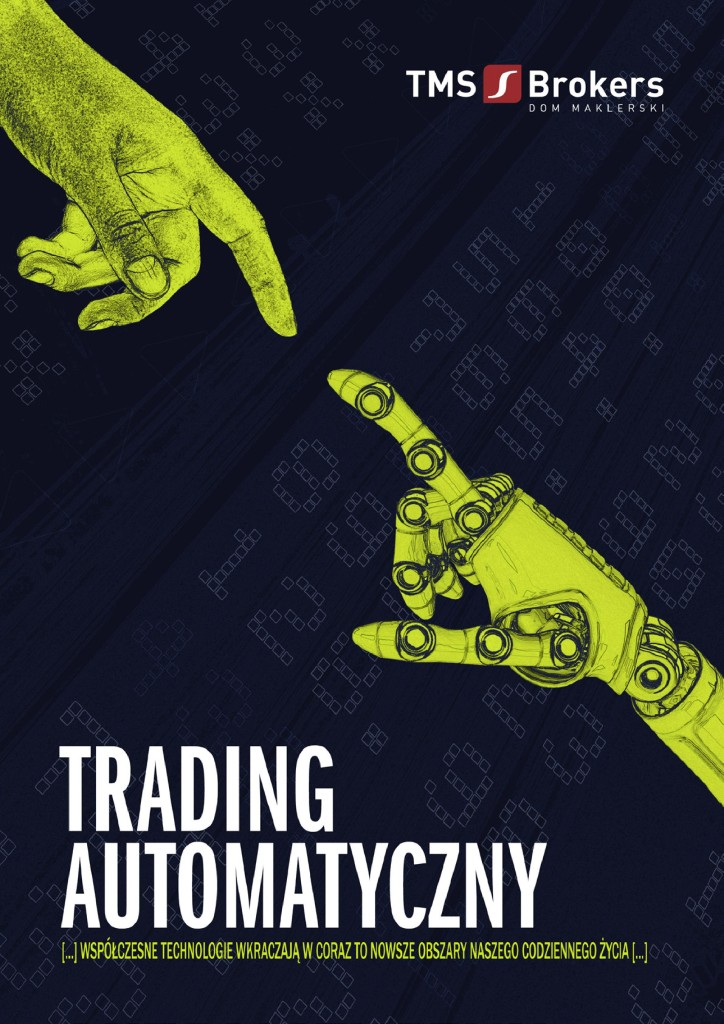 TMS Brokers
DOM MAKLERSKI
TRADING
AUTOMATYCZNY
[...] WSPÓŁCZESNE TECHNOLOGIE WKRACZAJĄ W CORAZ TO NOWSZE OBSZARY NASZEGO CODZIENNEGO ŻYCIA [...]